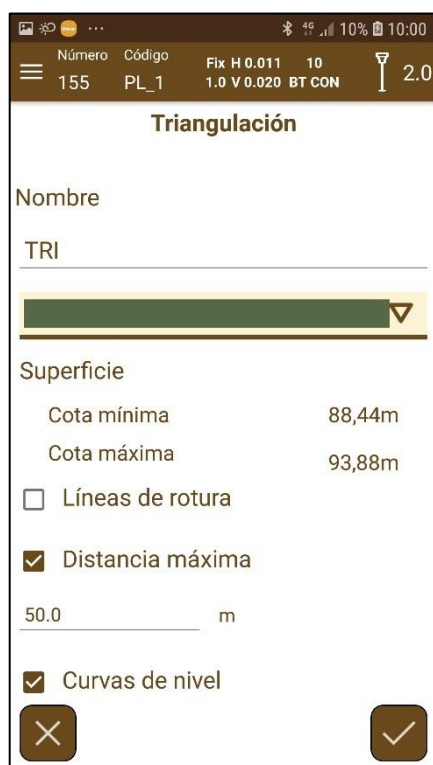 4G 10% 10:00
Número Código Fix H 0.011 10
155 PL_1 1.0 V 0.020 BT CON 2.0
Triangulación
Nombre
TRI
Superficie
Cota mínima 88,44m
Cota máxima 93,88m
Líneas de rotura
Distancia máxima
50.0 m
Curvas de nivel